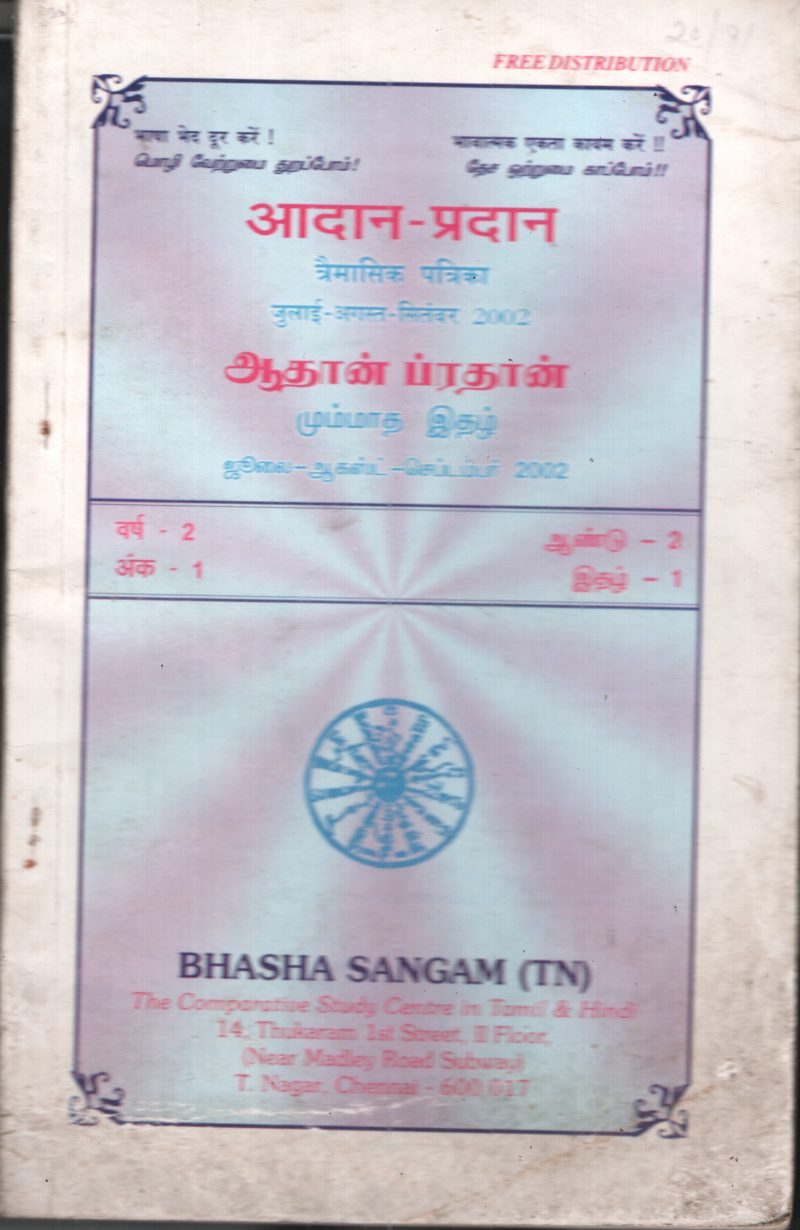 FREE DISTRIBUTION
भाषा भेद दूर करें ! भावात्मक एकता कायम करें !!
மொழி வேற்றுமை துறப்போம்! தேச ஒற்றுமை காப்போம்!!
आदान-प्रदान
त्रैमासिक पत्रिका
जुलाई-अगस्त-सितंबर 2002
ஆதான் ப்ரதான்
மும்மாத இதழ்
ஜூலை-ஆகஸ்ட்-செப்டம்பர் 2002
वर्ष - 2 ஆண்டு - 2
अंक - 1 இதழ் - 1
BHASHA SANGAM (TN)
The Comparative Study Centre in Tamil & Hindi
14, Thukaram 1st Street, II Floor,
(Near Madley Road Subway)
T. Nagar, Chennai - 600 017